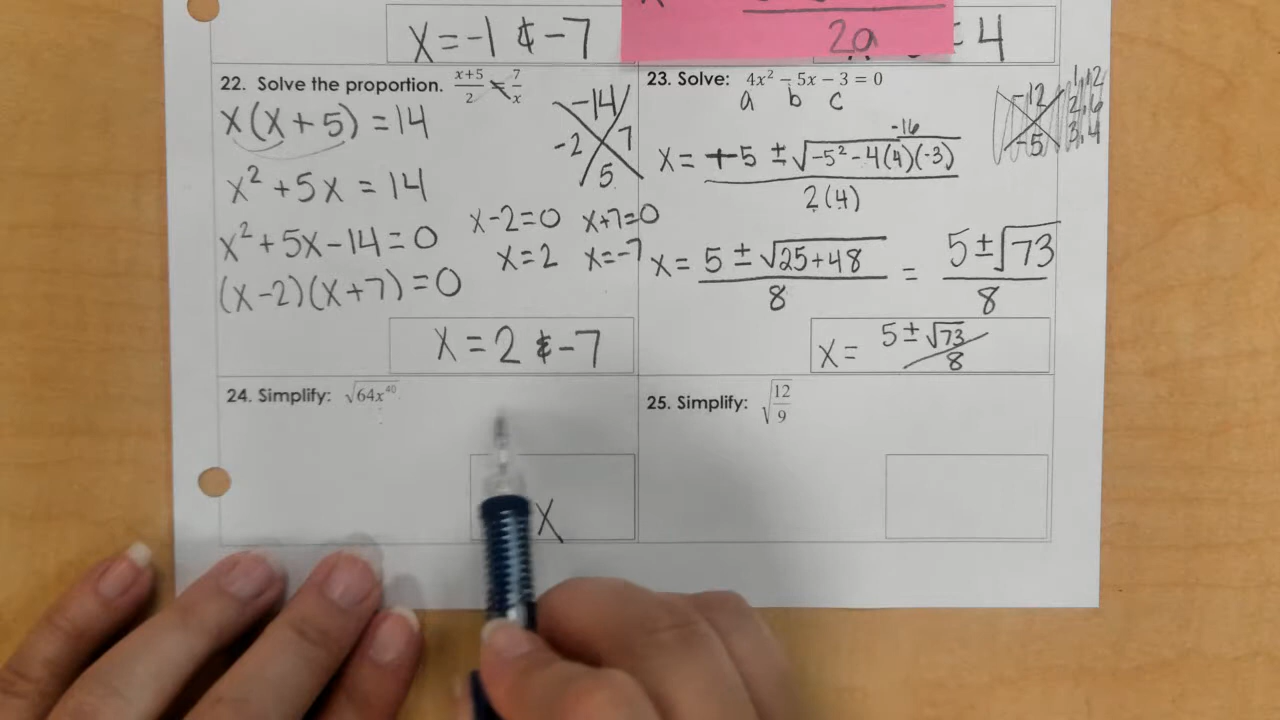 2a
x = -1 & -7
= 4
22. Solve the proportion. (x+5)/2 = 7/x
x(x + 5) = 14
x² + 5x = 14
x² + 5x - 14 = 0
(x - 2)(x + 7) = 0
-14
-2 7
5
x - 2 = 0 x + 7 = 0
x = 2 x = -7
x = 2 & -7
23. Solve: 4x² - 5x - 3 = 0
a b c
-12
-5
1,12
2,6
3,4
-16
x = +5 ± √(-5² - 4(4)(-3))
2(4)
x = (5 ± √(25 + 48))/8 = (5 ± √73)/8
x = (5 ± √73)/8
24. Simplify: √(64x⁴⁰)
x
25. Simplify: √(12/9)